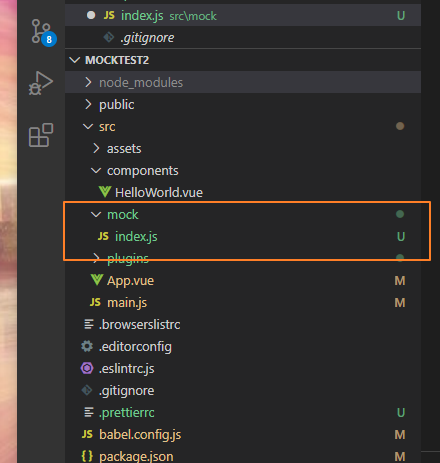 JS index.js src\mock U
.gitignore
8
MOCKTEST2
node_modules
public
src
assets
components
HelloWorld.vue
mock
JS index.js U
plugins
App.vue M
JS main.js M
.browserslistrc
.editorconfig
.eslintrc.js
.gitignore
.prettierrc U
JS babel.config.js M
{} package.json M